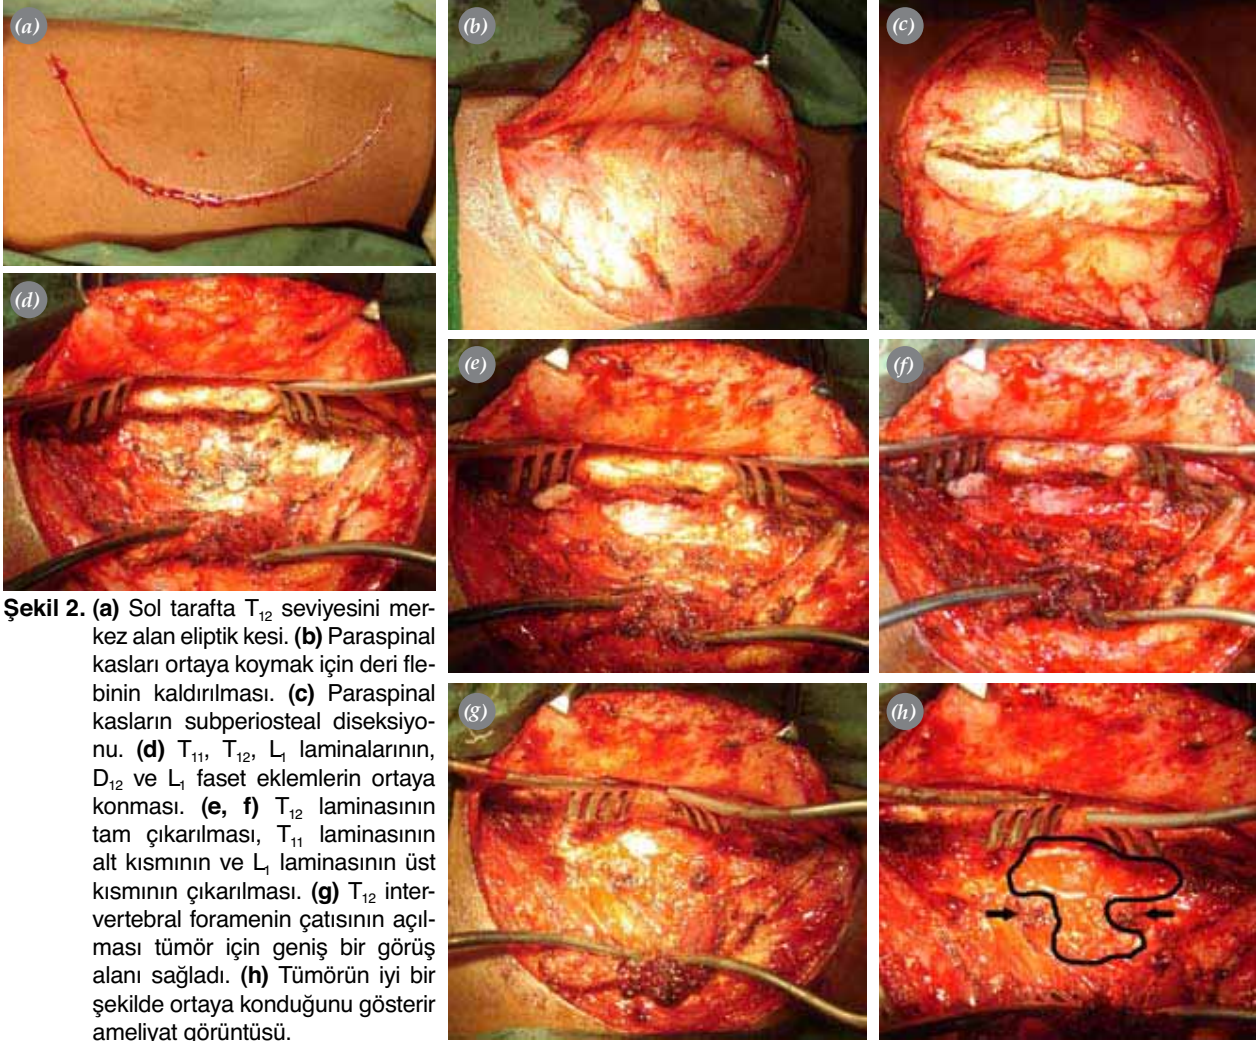 (a)
(b)
(c)
(d)
(e)
(f)
(g)
(h)
Şekil 2. (a) Sol tarafta T12 seviyesini mer-
kez alan eliptik kesi. (b) Paraspinal
kasları ortaya koymak için deri fle-
binin kaldırılması. (c) Paraspinal
kasların subperiosteal diseksiyo-
nu. (d) T11, T12, L1 laminalarının,
D12 ve L1 faset eklemlerin ortaya
konması. (e, f) T12 laminasının
tam çıkarılması, T11 laminasının
alt kısmının ve L1 laminasının üst
kısmının çıkarılması. (g) T12 inter-
vertebral foramenin çatısının açıl-
ması tümör için geniş bir görüş
alanı sağladı. (h) Tümörün iyi bir
şekilde ortaya konduğunu gösterir
ameliyat görüntüsü.